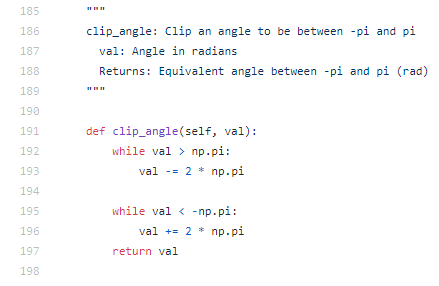 185 """
186 clip_angle: Clip an angle to be between -pi and pi
187 val: Angle in radians
188 Returns: Equivalent angle between -pi and pi (rad)
189 """
190
191 def clip_angle(self, val):
192 while val > np.pi:
193 val -= 2 * np.pi
194
195 while val < -np.pi:
196 val += 2 * np.pi
197 return val
198